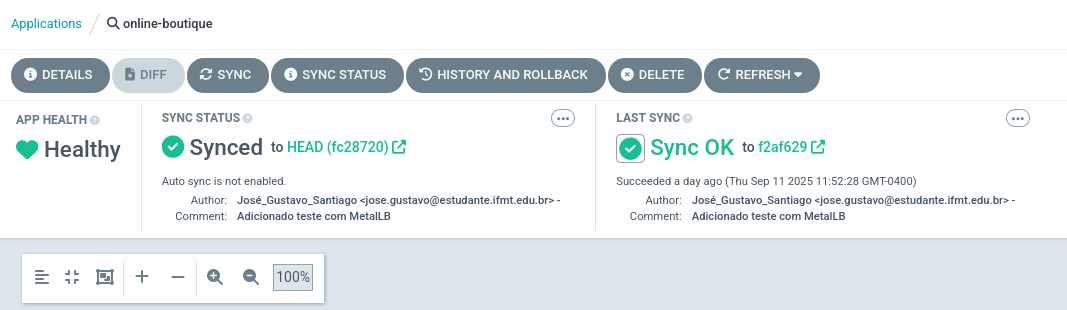 Applications / online-boutique
DETAILS DIFF SYNC SYNC STATUS HISTORY AND ROLLBACK DELETE REFRESH
APP HEALTH
Healthy
SYNC STATUS
Synced to HEAD (fc28720)
Auto sync is not enabled.
Author: José_Gustavo_Santiago <jose.gustavo@estudante.ifmt.edu.br> -
Comment: Adicionado teste com MetalLB
LAST SYNC
Sync OK to f2af629
Succeeded a day ago (Thu Sep 11 2025 11:52:28 GMT-0400)
Author: José_Gustavo_Santiago <jose.gustavo@estudante.ifmt.edu.br> -
Comment: Adicionado teste com MetalLB
100%